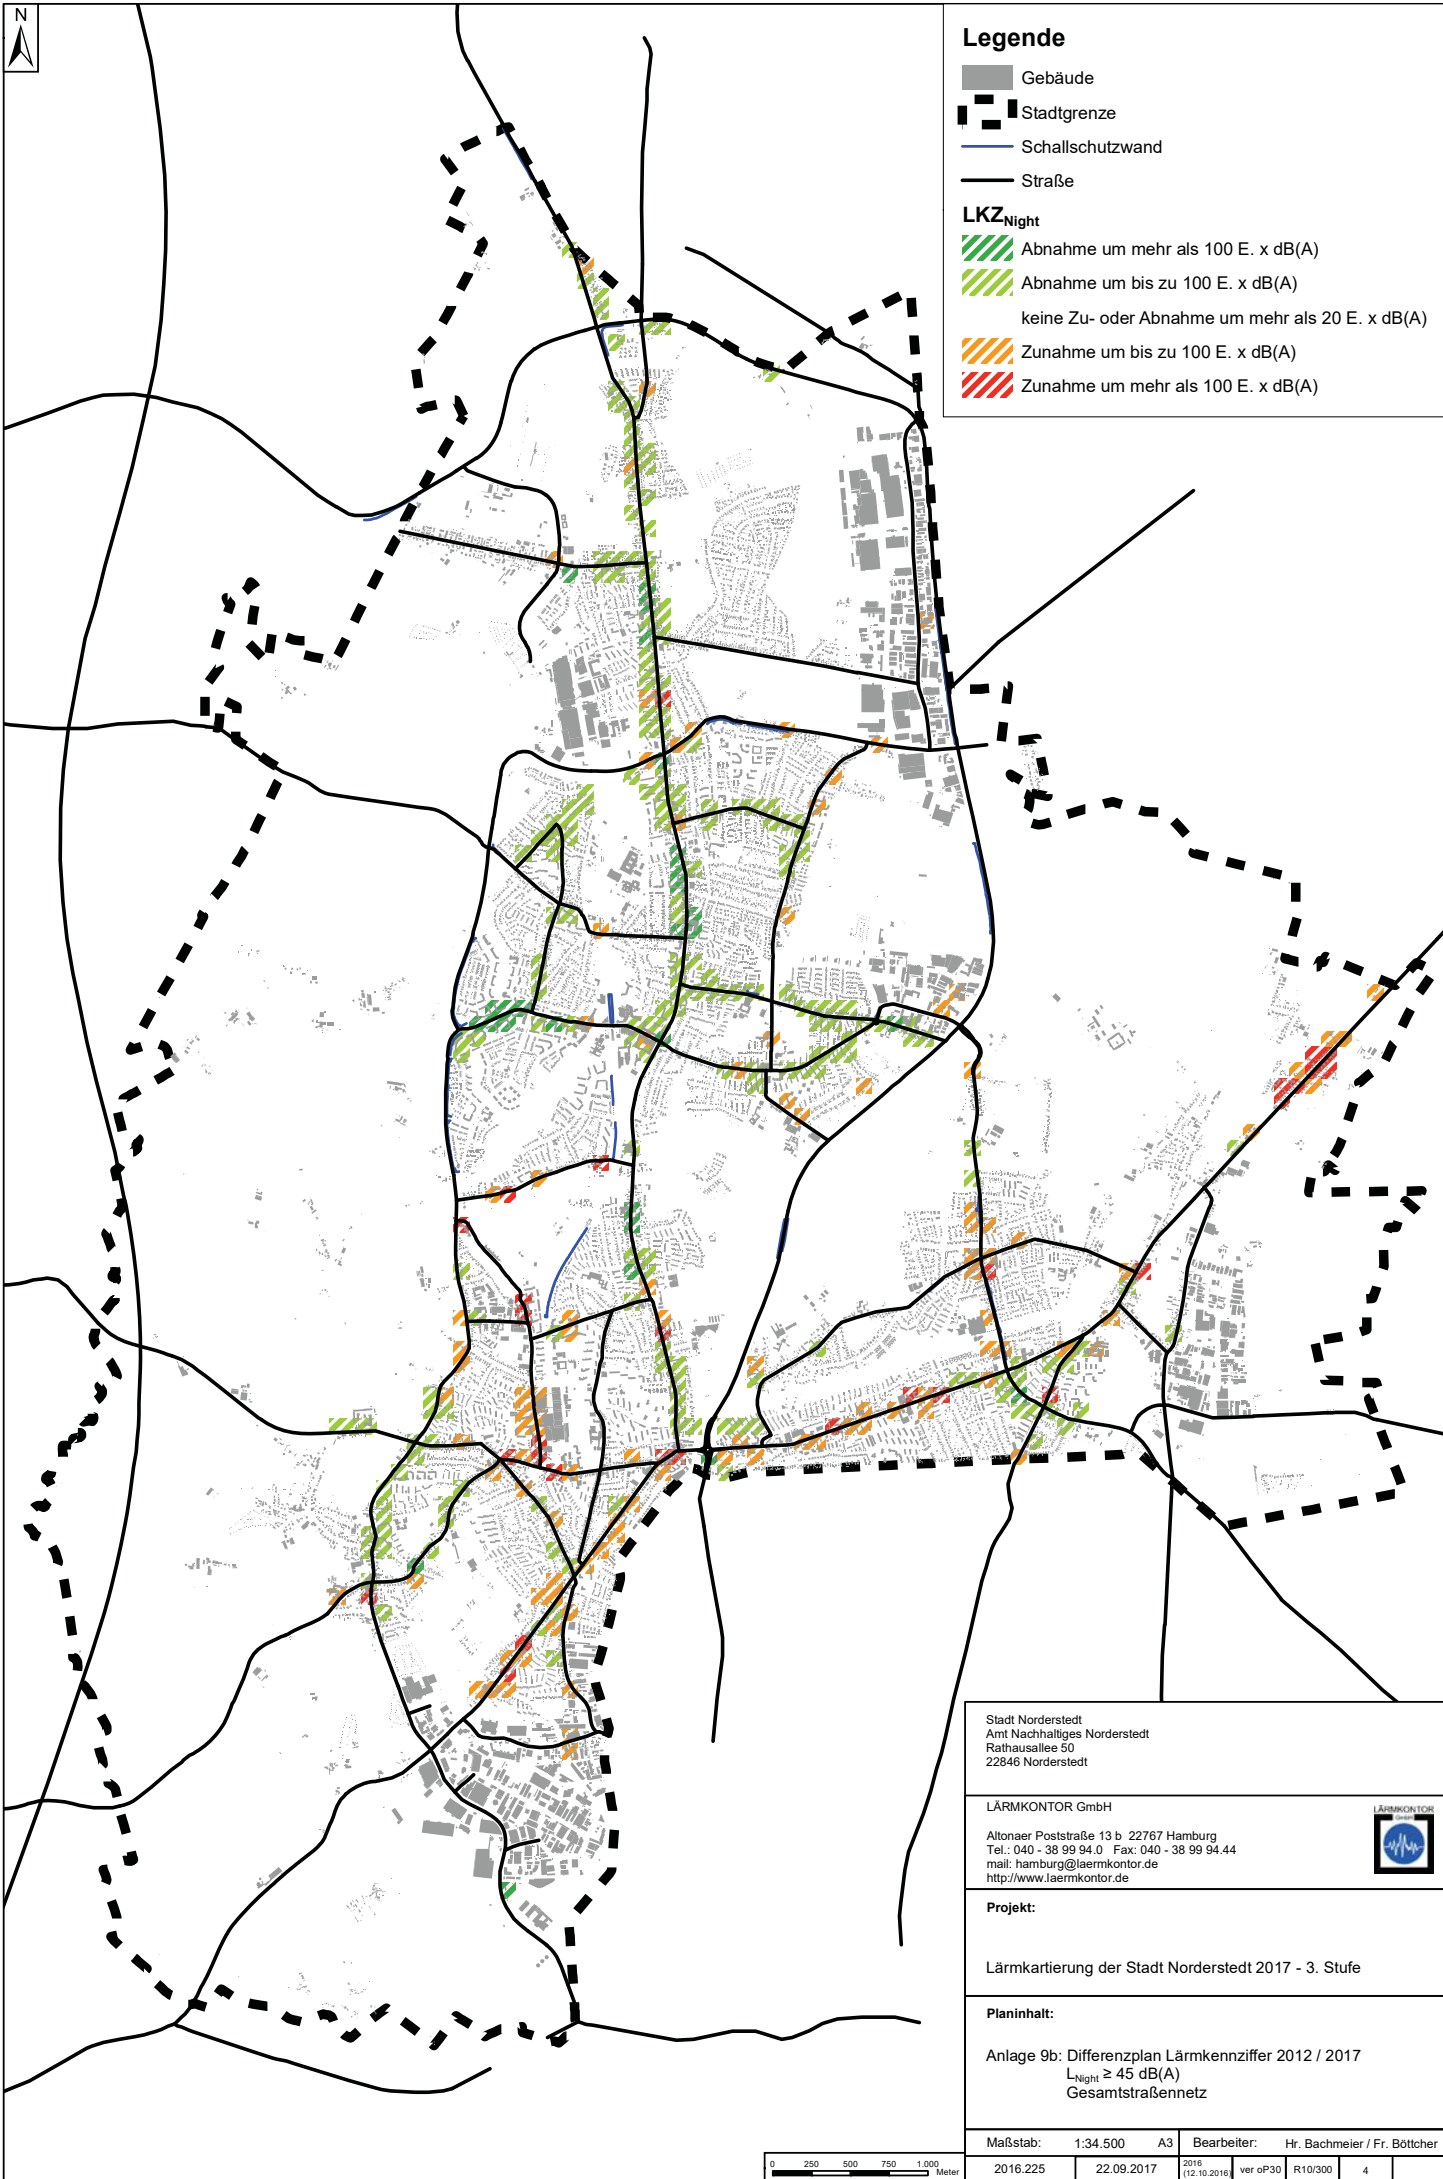 N
Legende
Gebäude
Stadtgrenze
Schallschutzwand
Straße
LKZNight
Abnahme um mehr als 100 E. x dB(A)
Abnahme um bis zu 100 E. x dB(A)
keine Zu- oder Abnahme um mehr als 20 E. x dB(A)
Zunahme um bis zu 100 E. x dB(A)
Zunahme um mehr als 100 E. x dB(A)
Stadt Norderstedt
Amt Nachhaltiges Norderstedt
Rathausallee 50
22846 Norderstedt
LÄRMKONTOR GmbH
Altonaer Poststraße 13 b 22767 Hamburg
Tel.: 040 - 38 99 94.0 Fax: 040 - 38 99 94.44
mail: hamburg@laermkontor.de
http://www.laermkontor.de
LÄRMKONTOR
GmbH
Projekt:
Lärmkartierung der Stadt Norderstedt 2017 - 3. Stufe
Planinhalt:
Anlage 9b: Differenzplan Lärmkennziffer 2012 / 2017
LNight ≥ 45 dB(A)
Gesamtstraßennetz
Maßstab: 1:34.500 A3 Bearbeiter: Hr. Bachmeier / Fr. Böttcher
2016.225 22.09.2017 2016 (12.10.2016) ver oP30 R10/300 4
0 250 500 750 1.000 Meter